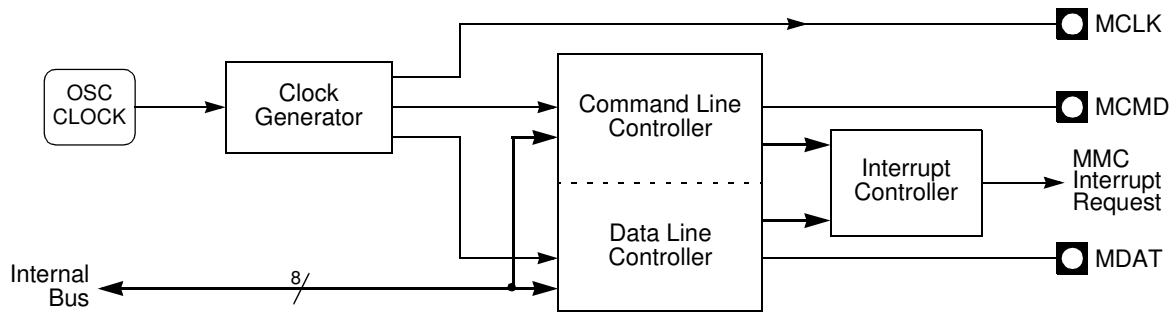 OSC
CLOCK
Clock
Generator
Command Line
Controller
Data Line
Controller
Interrupt
Controller
MCLK
MCMD
MMC
Interrupt
Request
MDAT
Internal
Bus
8